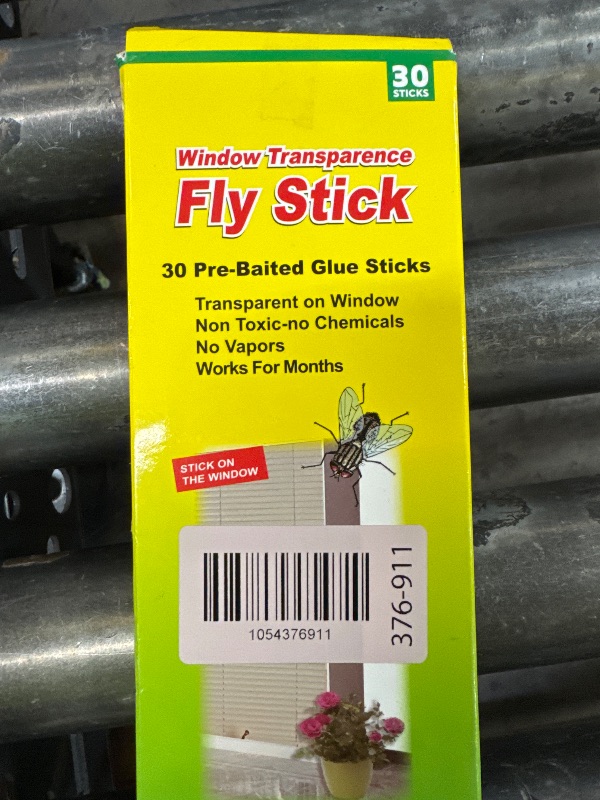 30
STICKS
Window Transparence
Fly Stick
30 Pre-Baited Glue Sticks
Transparent on Window
Non Toxic-no Chemicals
No Vapors
Works For Months
STICK ON
THE WINDOW
1054376911
376-911